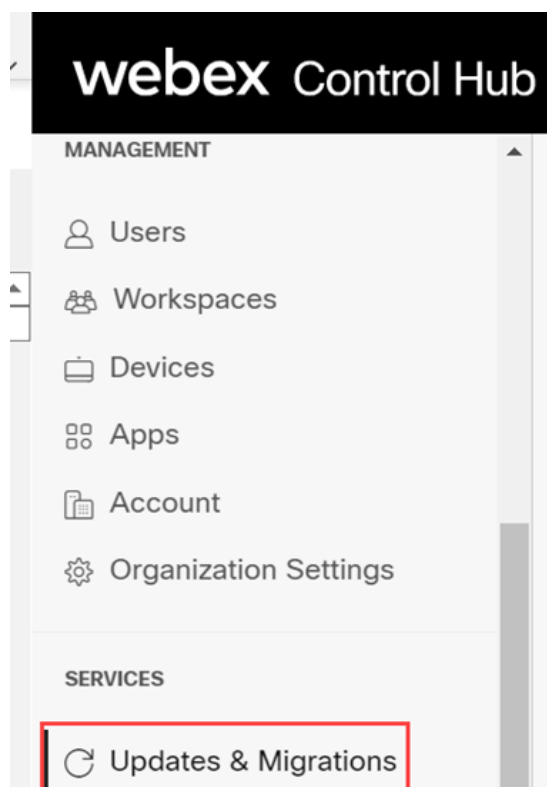 webex Control Hub
MANAGEMENT
Users
Workspaces
Devices
Apps
Account
Organization Settings
SERVICES
Updates & Migrations